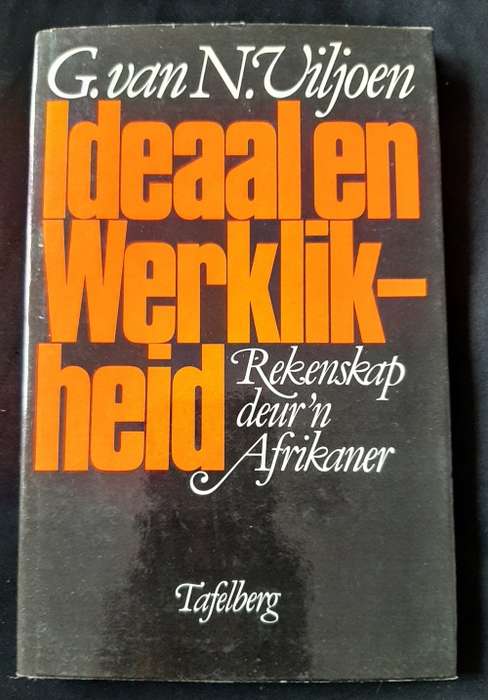 G. van N. Viljoen
Ideaal en
Werklik-
heid
Rekenskap
deur 'n
Afrikaner
Tafelberg